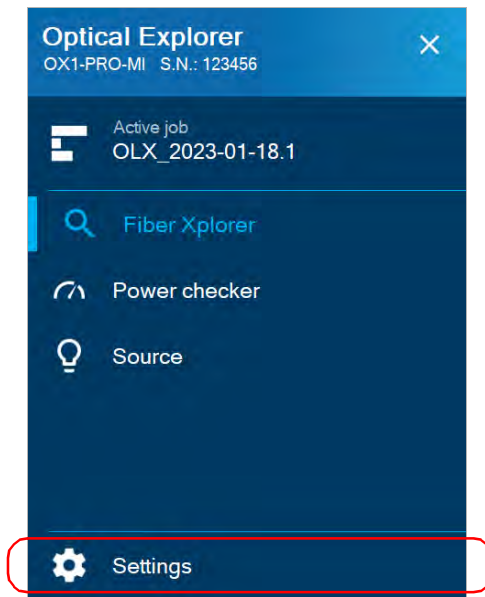 Optical Explorer
OX1-PRO-MI S.N.: 123456
Active job
OLX_2023-01-18.1
Fiber Xplorer
Power checker
Source
Settings